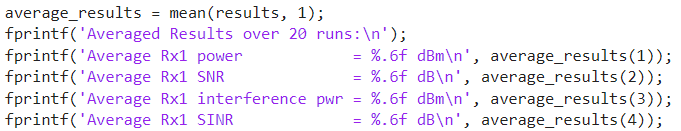 average_results = mean(results, 1);
fprintf('Averaged Results over 20 runs:\n');
fprintf('Average Rx1 power            = %.6f dBm\n', average_results(1));
fprintf('Average Rx1 SNR              = %.6f dB\n', average_results(2));
fprintf('Average Rx1 interference pwr = %.6f dBm\n', average_results(3));
fprintf('Average Rx1 SINR             = %.6f dB\n', average_results(4));